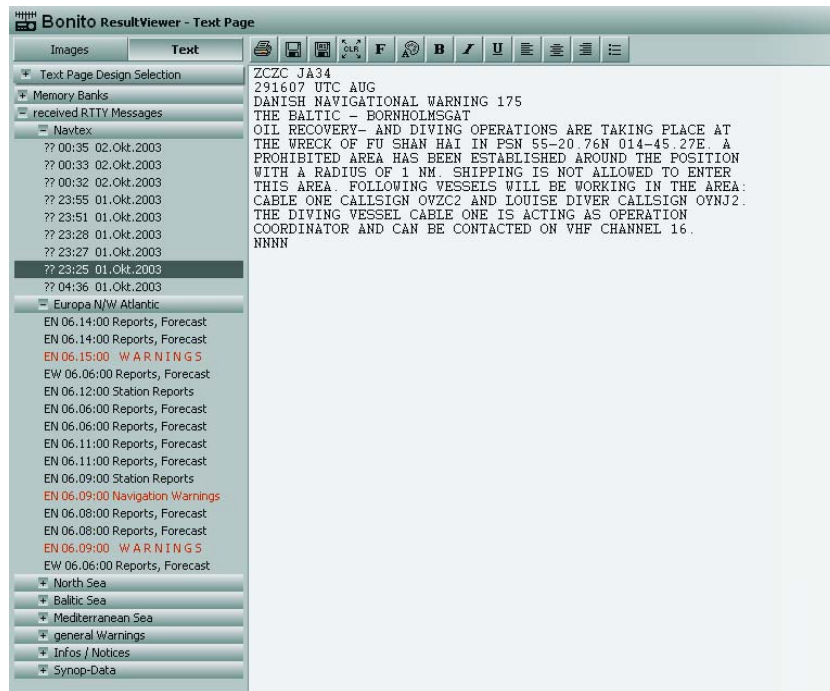 Bonito ResultViewer - Text Page
Images Text CLR F B I U
Text Page Design Selection
Memory Banks
received RTTY Messages
Navtex
?? 00:35 02.Okt.2003
?? 00:33 02.Okt.2003
?? 00:32 02.Okt.2003
?? 23:55 01.Okt.2003
?? 23:51 01.Okt.2003
?? 23:28 01.Okt.2003
?? 23:27 01.Okt.2003
?? 23:25 01.Okt.2003
?? 04:36 01.Okt.2003
Europa N/W Atlantic
EN 06.14:00 Reports, Forecast
EN 06.14:00 Reports, Forecast
EN 06.15:00 W A R N I N G S
EW 06.06:00 Reports, Forecast
EN 06.12:00 Station Reports
EN 06.06:00 Reports, Forecast
EN 06.06:00 Reports, Forecast
EN 06.11:00 Reports, Forecast
EN 06.11:00 Reports, Forecast
EN 06.09:00 Station Reports
EN 06.09:00 Navigation Warnings
EN 06.08:00 Reports, Forecast
EN 06.08:00 Reports, Forecast
EN 06.09:00 W A R N I N G S
EW 06.06:00 Reports, Forecast
North Sea
Balitic Sea
Mediterranean Sea
general Warnings
Infos / Notices
Synop-Data
ZCZC JA34
291607 UTC AUG
DANISH NAVIGATIONAL WARNING 175
THE BALTIC - BORNHOLMSGAT
OIL RECOVERY- AND DIVING OPERATIONS ARE TAKING PLACE AT
THE WRECK OF FU SHAN HAI IN PSN 55-20.76N 014-45.27E. A
PROHIBITED AREA HAS BEEN ESTABLISHED AROUND THE POSITION
WITH A RADIUS OF 1 NM. SHIPPING IS NOT ALLOWED TO ENTER
THIS AREA. FOLLOWING VESSELS WILL BE WORKING IN THE AREA:
CABLE ONE CALLSIGN OVZC2 AND LOUISE DIVER CALLSIGN OYNJ2.
THE DIVING VESSEL CABLE ONE IS ACTING AS OPERATION
COORDINATOR AND CAN BE CONTACTED ON VHF CHANNEL 16.
NNNN